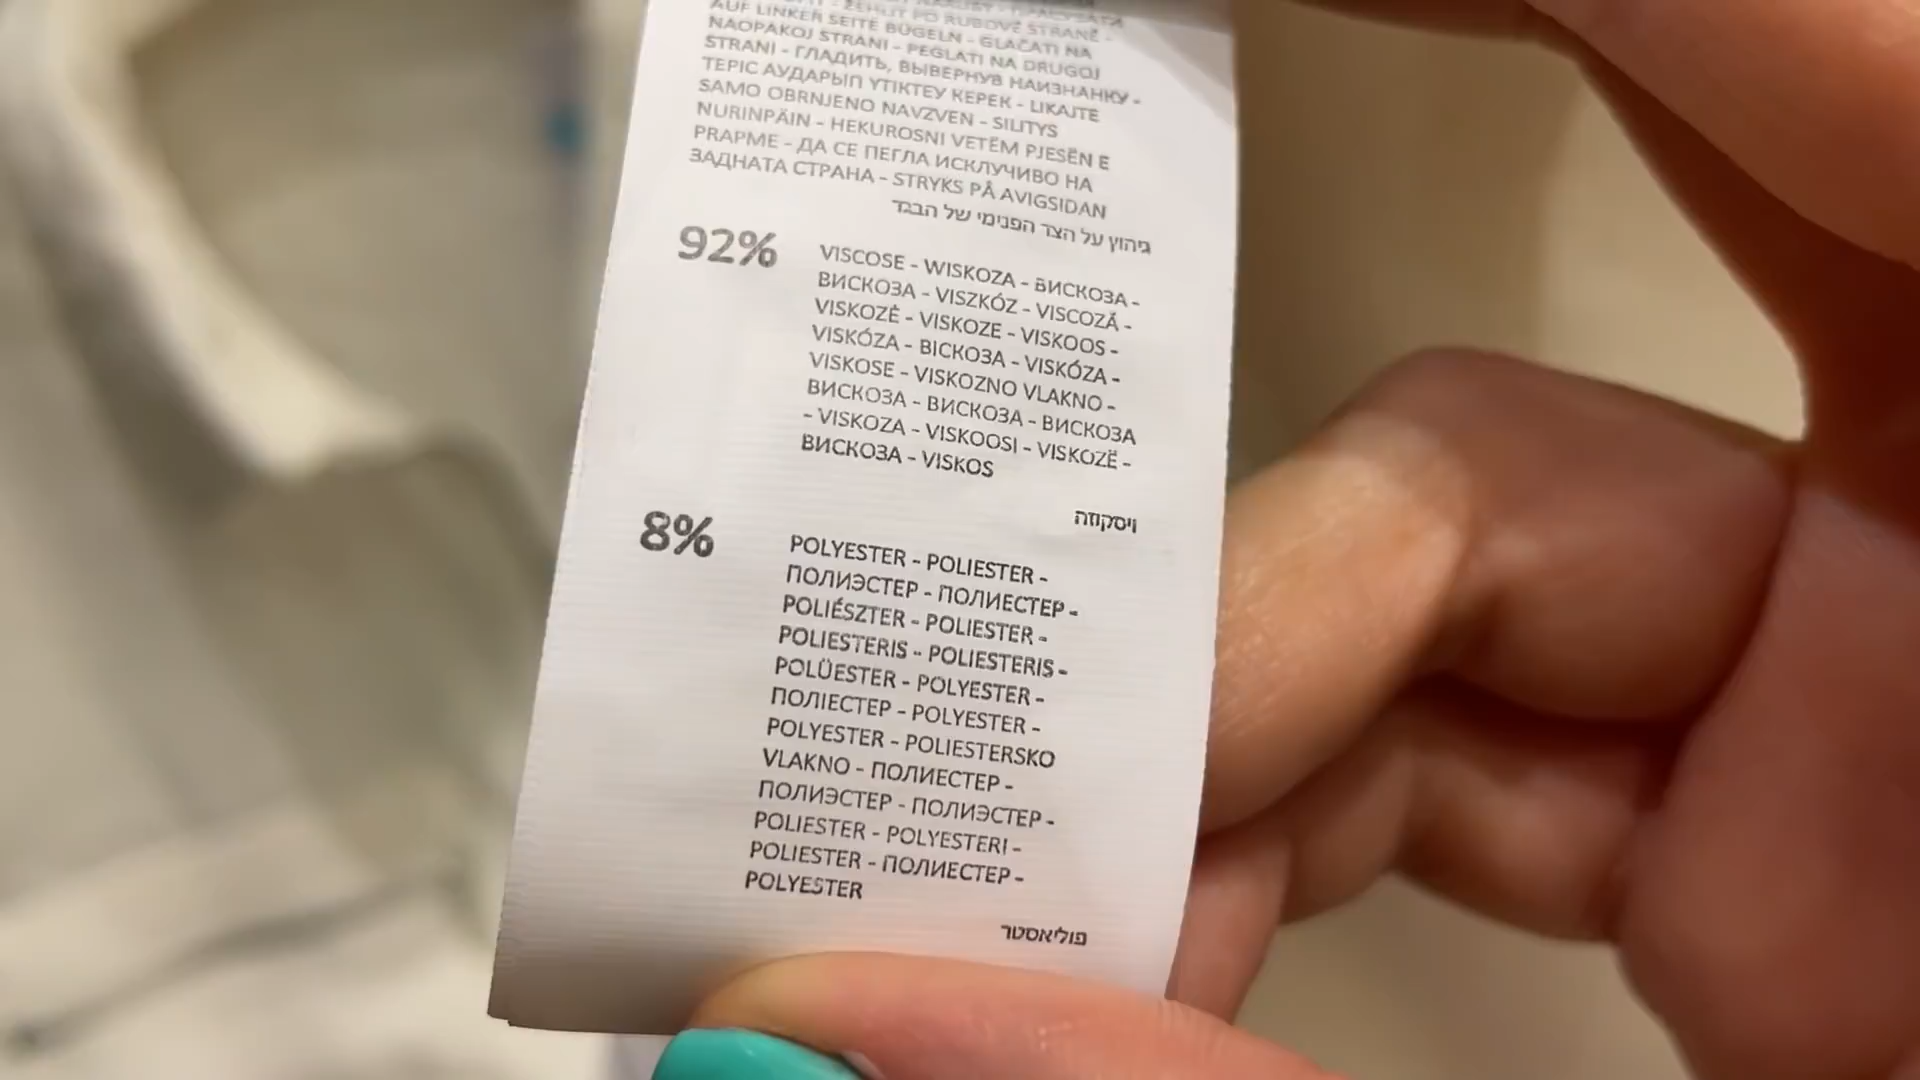 - ŽEHLIT PO RUBOVÉ STRANĚ -
AUF LINKER SEITE BÜGELN - GLAČATI NA
NAOPAKOJ STRANI - PEGLATI NA DRUGOJ
STRANI - ГЛАДИТЬ, ВЫВЕРНУВ НАИЗНАНКУ -
ТЕРІС АУДАРЫП ҮТІКТЕУ КЕРЕК - LIKAJTE
SAMO OBRNJENO NAVZVEN - SILITYS
NURINPÄIN - HEKUROSNI VETËM PJESËN E
PRAPME - ДА СЕ ПЕГЛА ИСКЛУЧИВО НА
ЗАДНАТА СТРАНА - STRYKS PÅ AVIGSIDAN
גיהוץ על הצד הפנימי של הבגד
92% VISCOSE - WISKOZA - ВИСКОЗА -
ВИСКОЗА - VISZKÓZ - VISCOZĂ -
VISKOZĖ - VISKOZE - VISKOOS -
VISKÓZA - ВІСКОЗА - VISKÓZA -
VISKOSE - VISKOZNO VLAKNO -
ВИСКОЗА - ВИСКОЗА - ВИСКОЗА
- VISKOZA - VISKOOSI - VISKOZË -
ВИСКОЗА - VISKOS
ויסקוזה
8% POLYESTER - POLIESTER -
ПОЛИЭСТЕР - ПОЛИЕСТЕР -
POLIÉSZTER - POLIESTER -
POLIESTERIS - POLIESTERIS -
POLÜESTER - POLYESTER -
ПОЛІЕСТЕР - POLYESTER -
POLYESTER - POLIESTERSKO
VLAKNO - ПОЛИЕСТЕР -
ПОЛИЭСТЕР - ПОЛИЭСТЕР -
POLIESTER - POLYESTERI -
POLIESTER - ПОЛИЕСТЕР -
POLYESTER
פוליאסטר